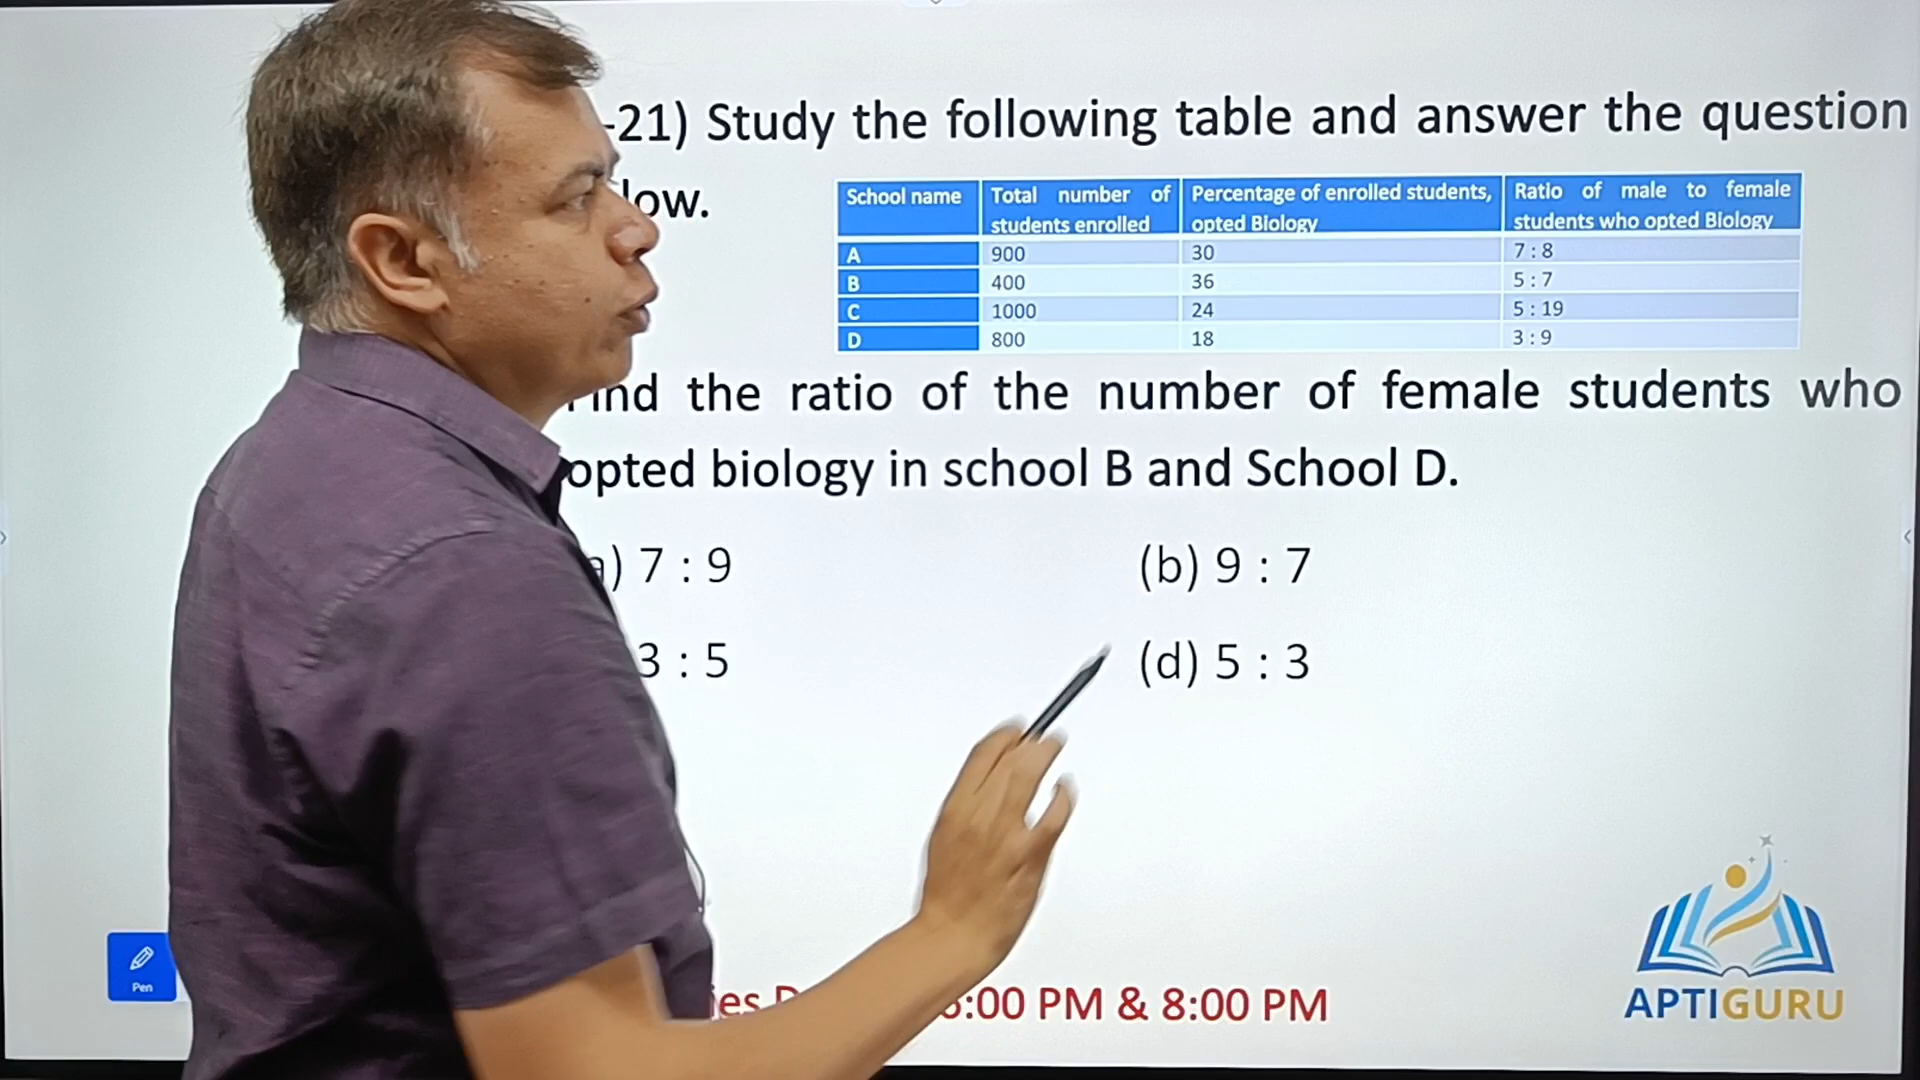 -21) Study the following table and answer the question
low.
School name Total number of students enrolled Percentage of enrolled students, opted Biology Ratio of male to female students who opted Biology
A 900 30 7 : 8
B 400 36 5 : 7
C 1000 24 5 : 19
D 800 18 3 : 9
the ratio of the number of female students who
opted biology in school B and School D.
) 7 : 9 (b) 9 : 7
3 : 5 (d) 5 : 3
Pen
:00 PM & 8:00 PM
APTIGURU